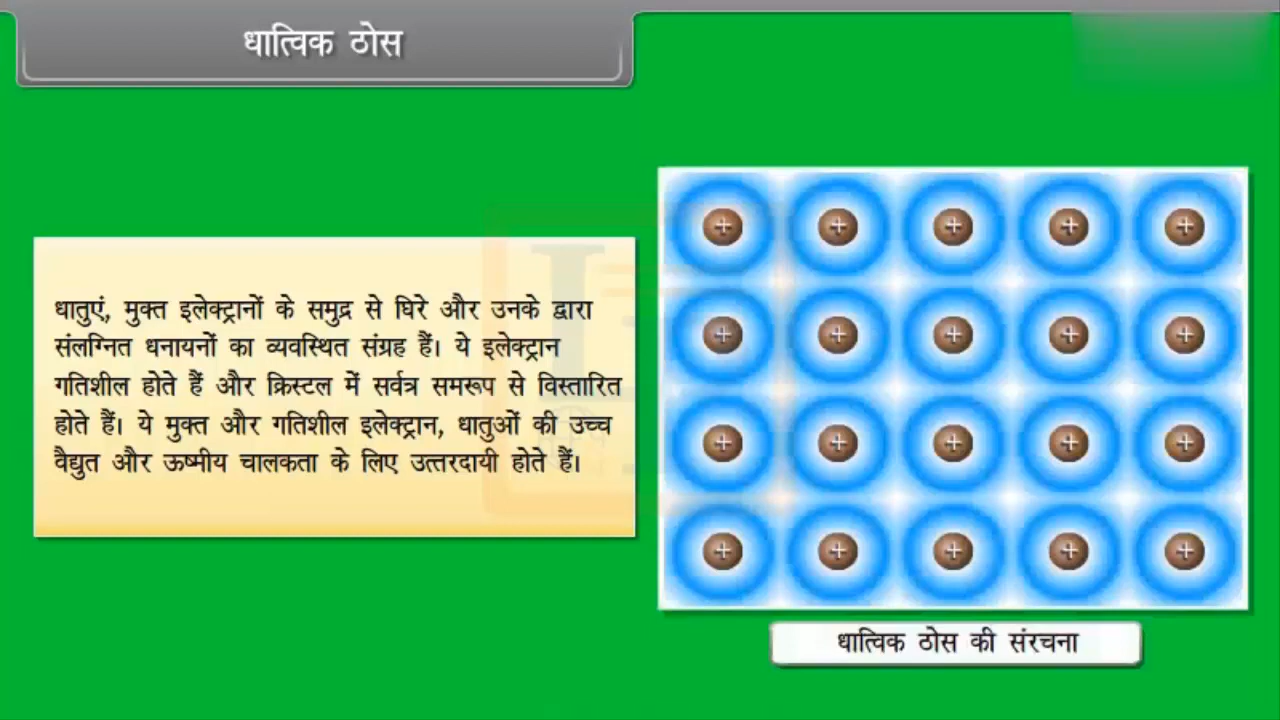 धात्विक ठोस
धातुएं, मुक्त इलेक्ट्रानों के समुद्र से घिरे और उनके द्वारा
संलग्नित धनायनों का व्यवस्थित संग्रह हैं। ये इलेक्ट्रान
गतिशील होते हैं और क्रिस्टल में सर्वत्र समरूप से विस्तारित
होते हैं। ये मुक्त और गतिशील इलेक्ट्रान, धातुओं की उच्च
वैद्युत और ऊष्मीय चालकता के लिए उत्तरदायी होते हैं।
+ + + + +
+ + + + +
+ + + + +
+ + + + +
धात्विक ठोस की संरचना